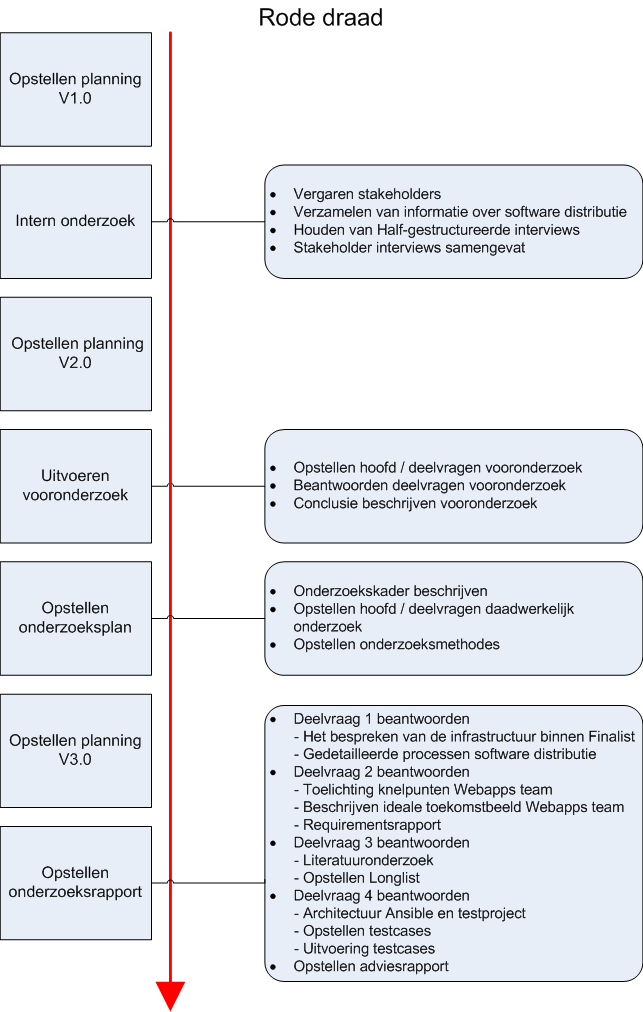 Rode draad
Opstellen planning
V1.0
Intern onderzoek
• Vergaren stakeholders
• Verzamelen van informatie over software distributie
• Houden van Half-gestructureerde interviews
• Stakeholder interviews samengevat
Opstellen planning
V2.0
Uitvoeren
vooronderzoek
• Opstellen hoofd / deelvragen vooronderzoek
• Beantwoorden deelvragen vooronderzoek
• Conclusie beschrijven vooronderzoek
Opstellen
onderzoeksplan
• Onderzoekskader beschrijven
• Opstellen hoofd / deelvragen daadwerkelijk
onderzoek
• Opstellen onderzoeksmethodes
Opstellen planning
V3.0
Opstellen
onderzoeksrapport
• Deelvraag 1 beantwoorden
- Het bespreken van de infrastructuur binnen Finalist
- Gedetailleerde processen software distributie
• Deelvraag 2 beantwoorden
- Toelichting knelpunten Webapps team
- Beschrijven ideale toekomstbeeld Webapps team
- Requirementsrapport
• Deelvraag 3 beantwoorden
- Literatuuronderzoek
- Opstellen Longlist
• Deelvraag 4 beantwoorden
- Architectuur Ansible en testproject
- Opstellen testcases
- Uitvoering testcases
• Opstellen adviesrapport